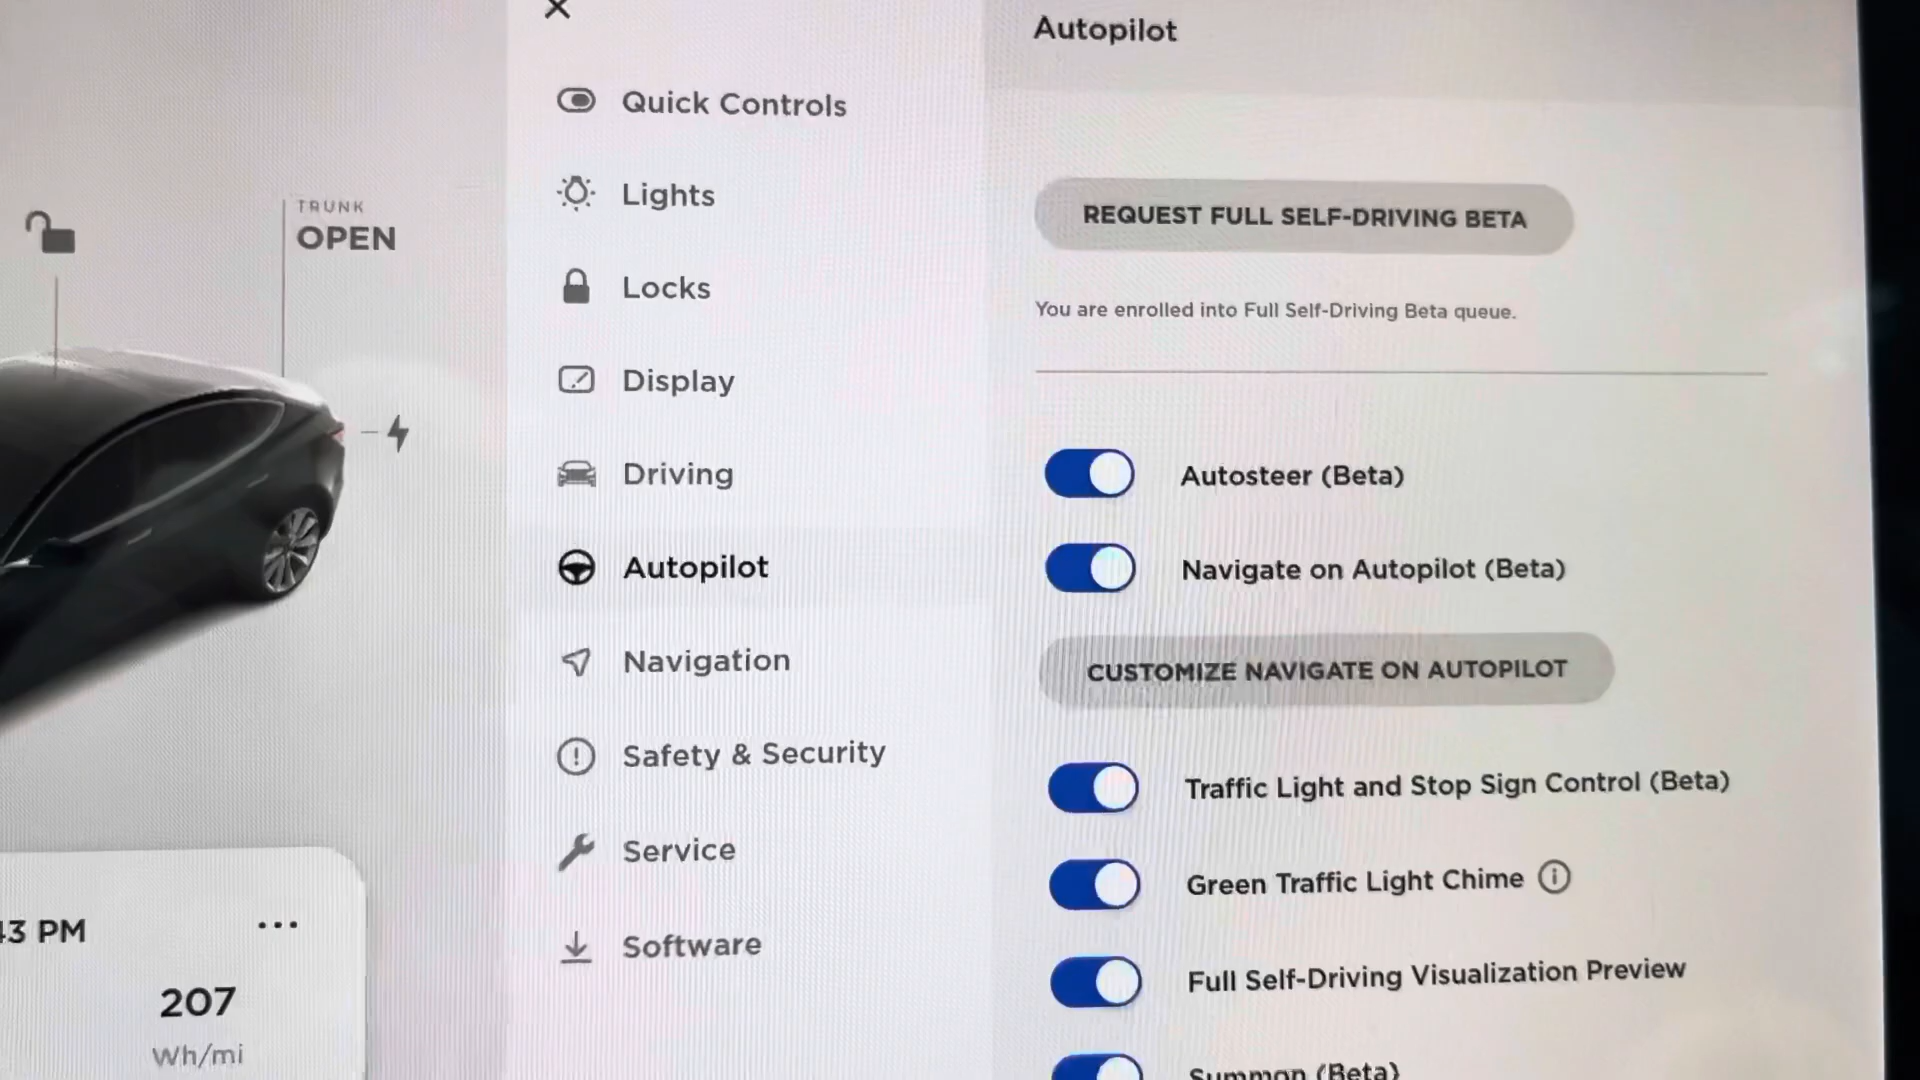 Autopilot
Quick Controls
Lights
Locks
Display
Driving
Autopilot
Navigation
Safety & Security
Service
Software
TRUNK
OPEN
43 PM
207
Wh/mi
REQUEST FULL SELF-DRIVING BETA
You are enrolled into Full Self-Driving Beta queue.
Autosteer (Beta)
Navigate on Autopilot (Beta)
CUSTOMIZE NAVIGATE ON AUTOPILOT
Traffic Light and Stop Sign Control (Beta)
Green Traffic Light Chime
Full Self-Driving Visualization Preview
Summon (Beta)